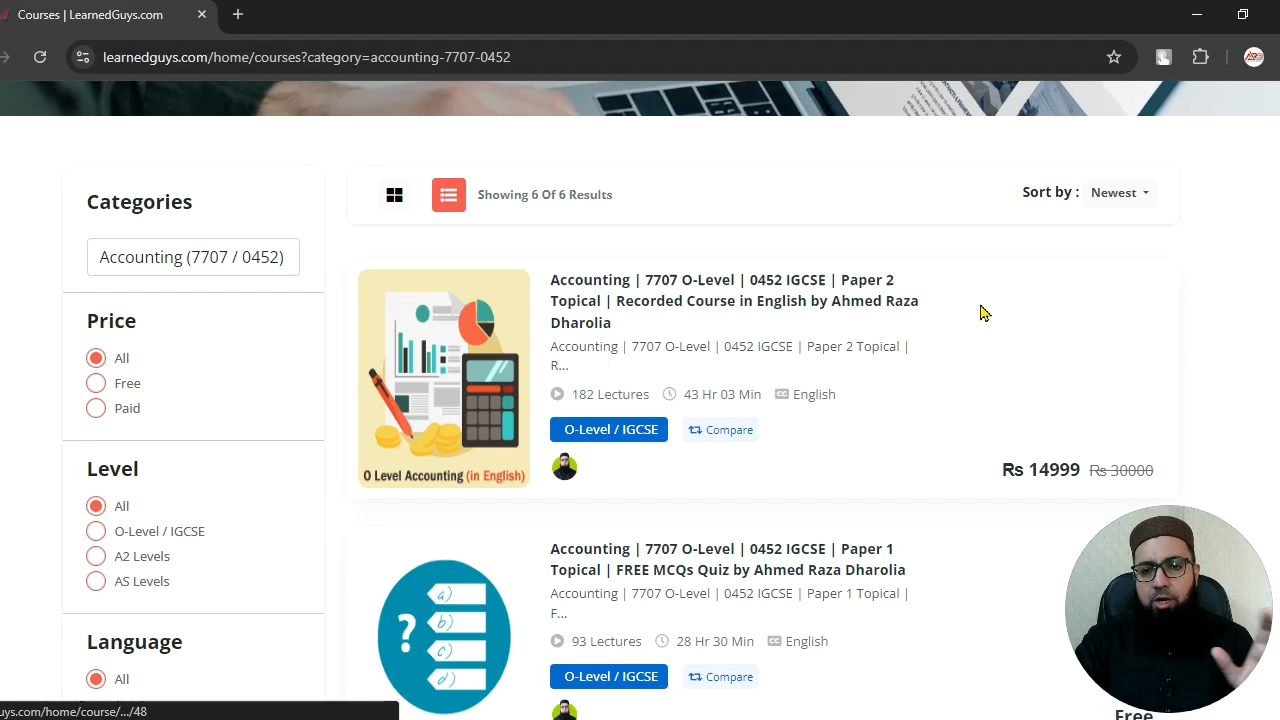 Courses | LearnedGuys.com
learnedguys.com/home/courses?category=accounting-7707-0452
Categories
Accounting (7707 / 0452)
Price
All
Free
Paid
Level
All
O-Level / IGCSE
A2 Levels
AS Levels
Language
All
Showing 6 Of 6 Results
Sort by : Newest
Accounting | 7707 O-Level | 0452 IGCSE | Paper 2
Topical | Recorded Course in English by Ahmed Raza
Dharolia
Accounting | 7707 O-Level | 0452 IGCSE | Paper 2 Topical |
R...
182 Lectures 43 Hr 03 Min CC English
O-Level / IGCSE Compare
Rs 14999 Rs 30000
O Level Accounting (in English)
Accounting | 7707 O-Level | 0452 IGCSE | Paper 1
Topical | FREE MCQs Quiz by Ahmed Raza Dharolia
Accounting | 7707 O-Level | 0452 IGCSE | Paper 1 Topical |
F...
93 Lectures 28 Hr 30 Min CC English
O-Level / IGCSE Compare
Free
? a)
b)
c)
d)
uys.com/home/course/.../48